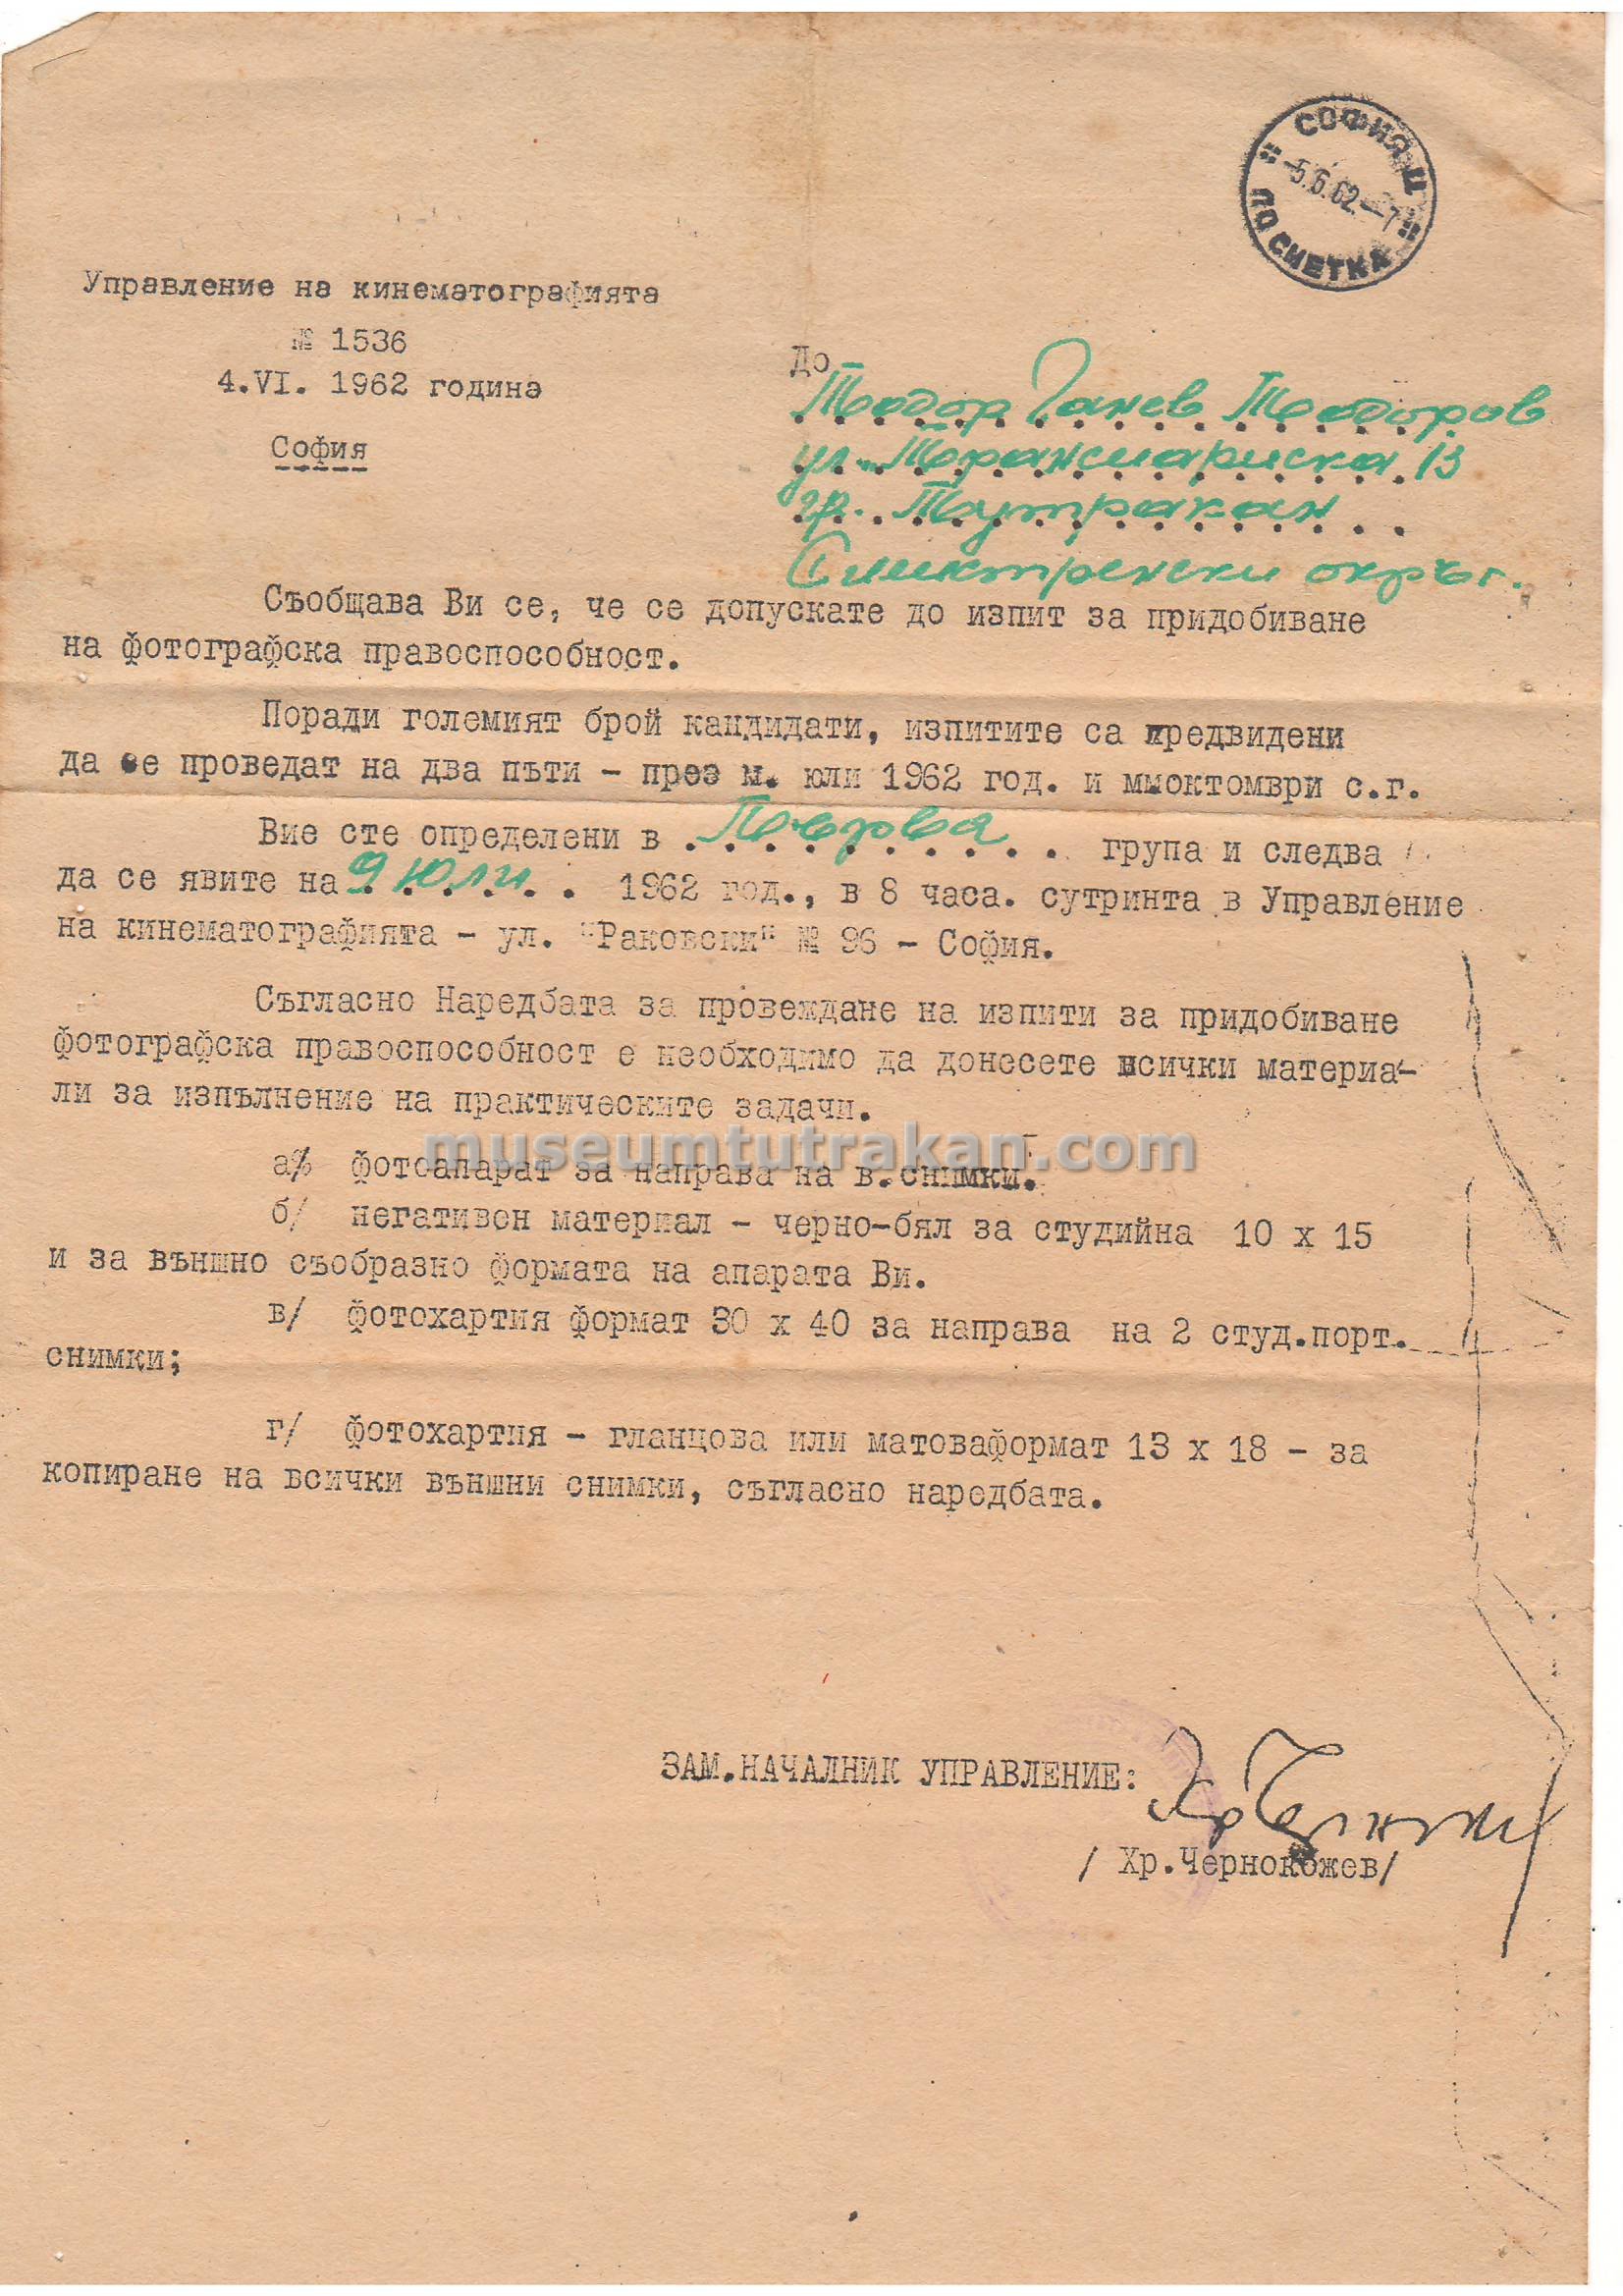 СОФИЯ Ц
5.6.62.-7
ПО СМЕТКА
Управление на кинематографията
№ 1536
4.VI. 1962 година
София
До
Тодор Ганев Тодоров
ул. Трансмариска 13
гр. Тутракан
Силистренски окръг.
Съобщава Ви се, че се допускате до изпит за придобиване
на фотографска правоспособност.
Поради големият брой кандидати, изпитите са предвидени
да се проведат на два пъти - през м. юли 1962 год. и м.октомври с.г.
Вие сте определени в Първа група и следва
да се явите на 9 Юли 1962 год., в 8 часа. сутринта в Управление
на кинематографията - ул. "Раковски" № 96 - София.
Съгласно Наредбата за провеждане на изпити за придобиване
фотографска правоспособност е необходимо да донесете всички материа-
ли за изпълнение на практическите задачи.
museumtutrakan.com
а/ фотоапарат за направа на в.снимки.
б/ негативен материал - черно-бял за студийна 10 х 15
и за външно съобразно формата на апарата Ви.
в/ фотохартия формат 30 х 40 за направа на 2 студ.порт.
снимки;
г/ фотохартия - гланцова или матоваформат 13 х 18 - за
копиране на всички външни снимки, съгласно наредбата.
ЗАМ.НАЧАЛНИК УПРАВЛЕНИЕ:
/ Хр.Чернокожев/